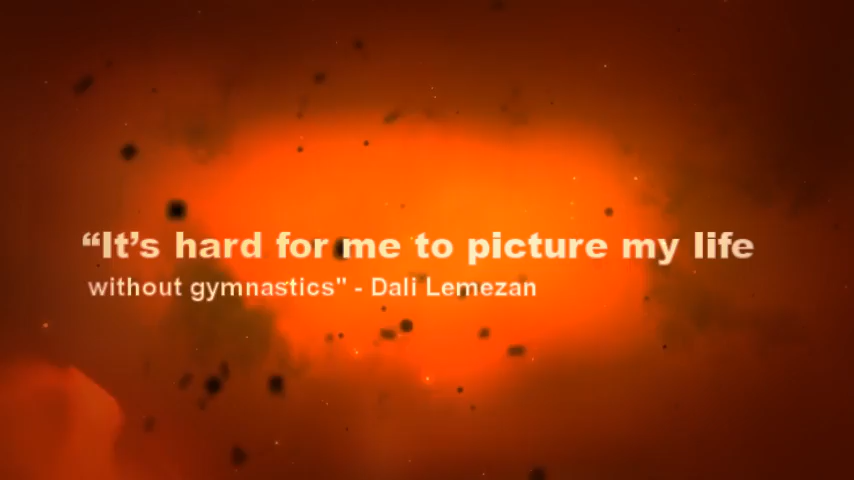 “It’s hard for me to picture my life
without gymnastics" - Dali Lemezan